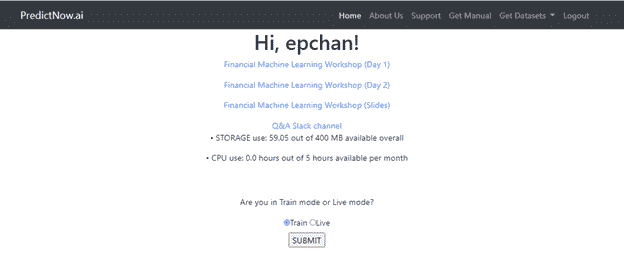 PredictNow.ai Home About Us Support Get Manual Get Datasets Logout
Hi, epchan!
Financial Machine Learning Workshop (Day 1)
Financial Machine Learning Workshop (Day 2)
Financial Machine Learning Workshop (Slides)
Q&A Slack channel
• STORAGE use: 59.05 out of 400 MB available overall
• CPU use: 0.0 hours out of 5 hours available per month
Are you in Train mode or Live mode?
Train Live
SUBMIT